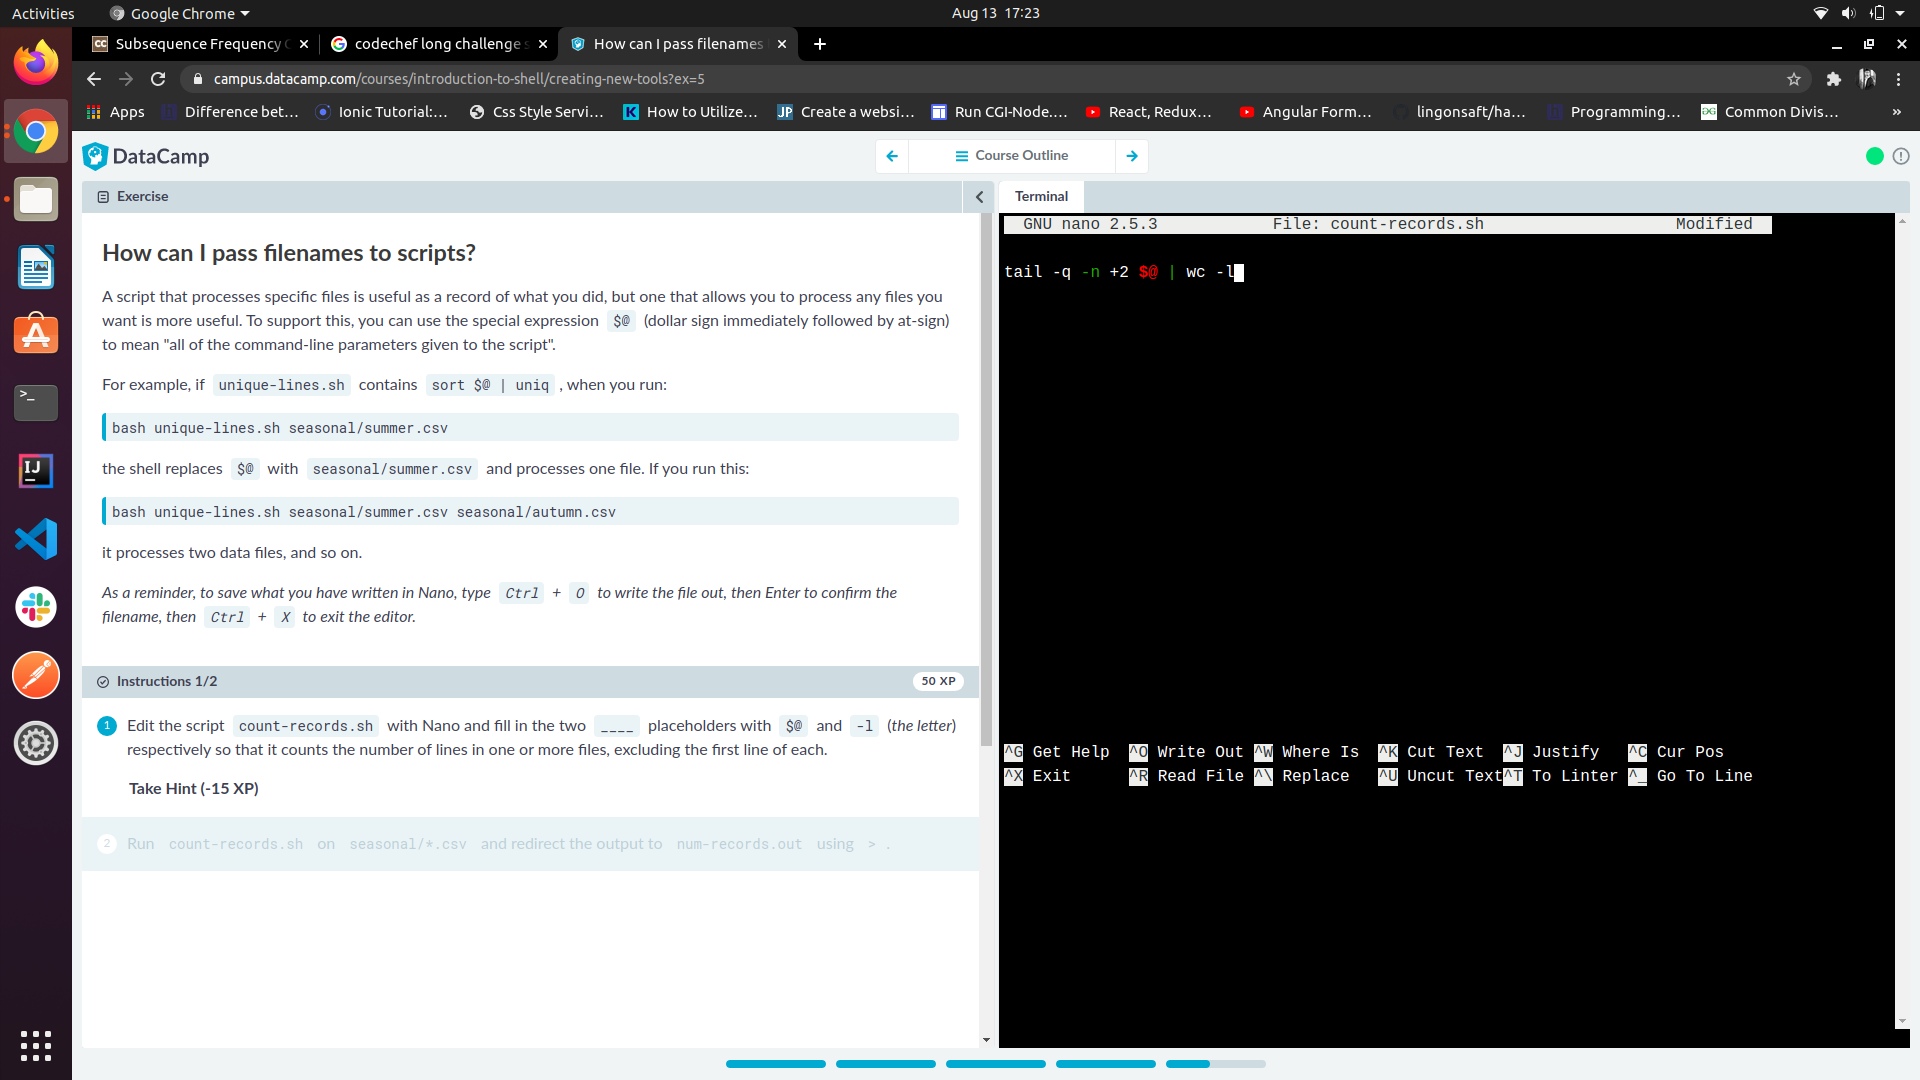 Activities
Google Chrome
Aug 13 17:23
CC Subsequence Frequency C
codechef long challenge s
How can I pass filenames
campus.datacamp.com/courses/introduction-to-shell/creating-new-tools?ex=5
Apps
Difference bet...
Ionic Tutorial:...
Css Style Servi...
K How to Utilize...
JP Create a websi...
Run CGI-Node....
React, Redux...
Angular Form...
lingonsaft/ha...
Programming...
Common Divis...
»
DataCamp
Course Outline
Exercise
Terminal
How can I pass filenames to scripts?
A script that processes specific files is useful as a record of what you did, but one that allows you to process any files you
want is more useful. To support this, you can use the special expression $@ (dollar sign immediately followed by at-sign)
to mean "all of the command-line parameters given to the script".
For example, if unique-lines.sh contains sort $@ | uniq , when you run:
bash unique-lines.sh seasonal/summer.csv
the shell replaces $@ with seasonal/summer.csv and processes one file. If you run this:
bash unique-lines.sh seasonal/summer.csv seasonal/autumn.csv
it processes two data files, and so on.
As a reminder, to save what you have written in Nano, type Ctrl + O to write the file out, then Enter to confirm the
filename, then Ctrl + X to exit the editor.
Instructions 1/2
50 XP
1 Edit the script count-records.sh with Nano and fill in the two ____ placeholders with $@ and -l (the letter)
respectively so that it counts the number of lines in one or more files, excluding the first line of each.
Take Hint (-15 XP)
2 Run count-records.sh on seasonal/*.csv and redirect the output to num-records.out using > .
GNU nano 2.5.3 File: count-records.sh Modified
tail -q -n +2 $@ | wc -l
^G Get Help ^O Write Out ^W Where Is ^K Cut Text ^J Justify ^C Cur Pos
^X Exit ^R Read File ^\ Replace ^U Uncut Text ^T To Linter ^_ Go To Line
IJ
>_